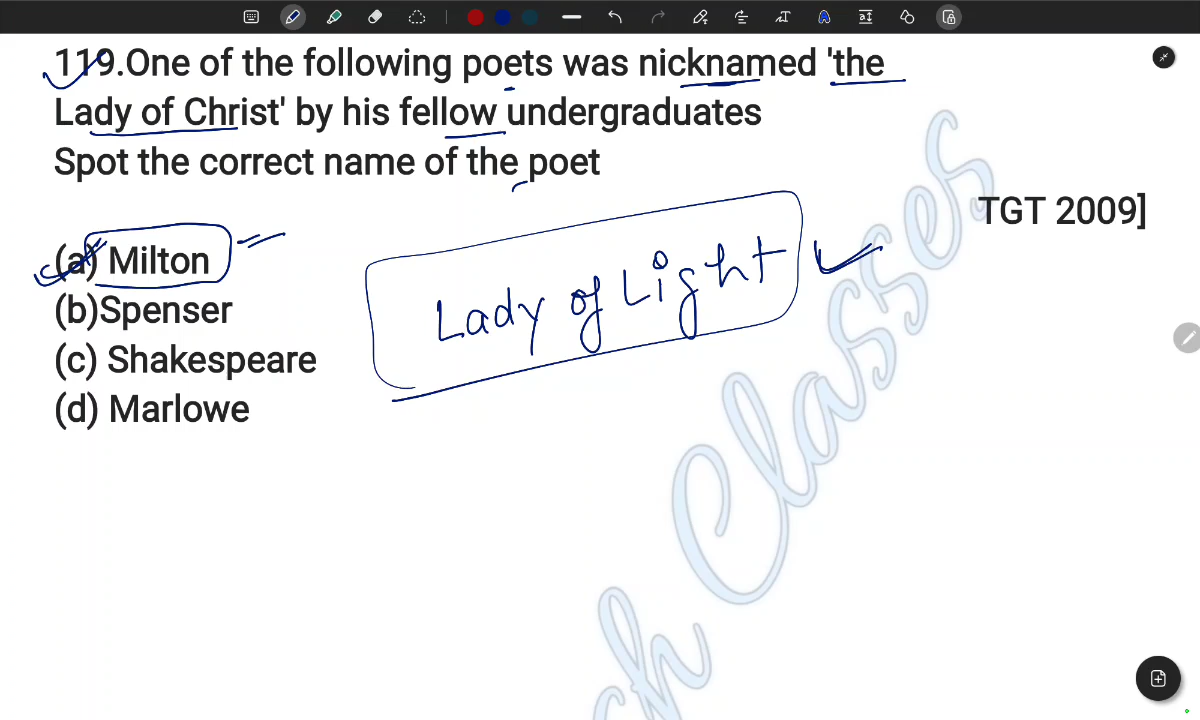 119.One of the following poets was nicknamed 'the
Lady of Christ' by his fellow undergraduates
Spot the correct name of the poet
TGT 2009]
(a) Milton
(b)Spenser
(c) Shakespeare
(d) Marlowe
Lady of Light
Classes